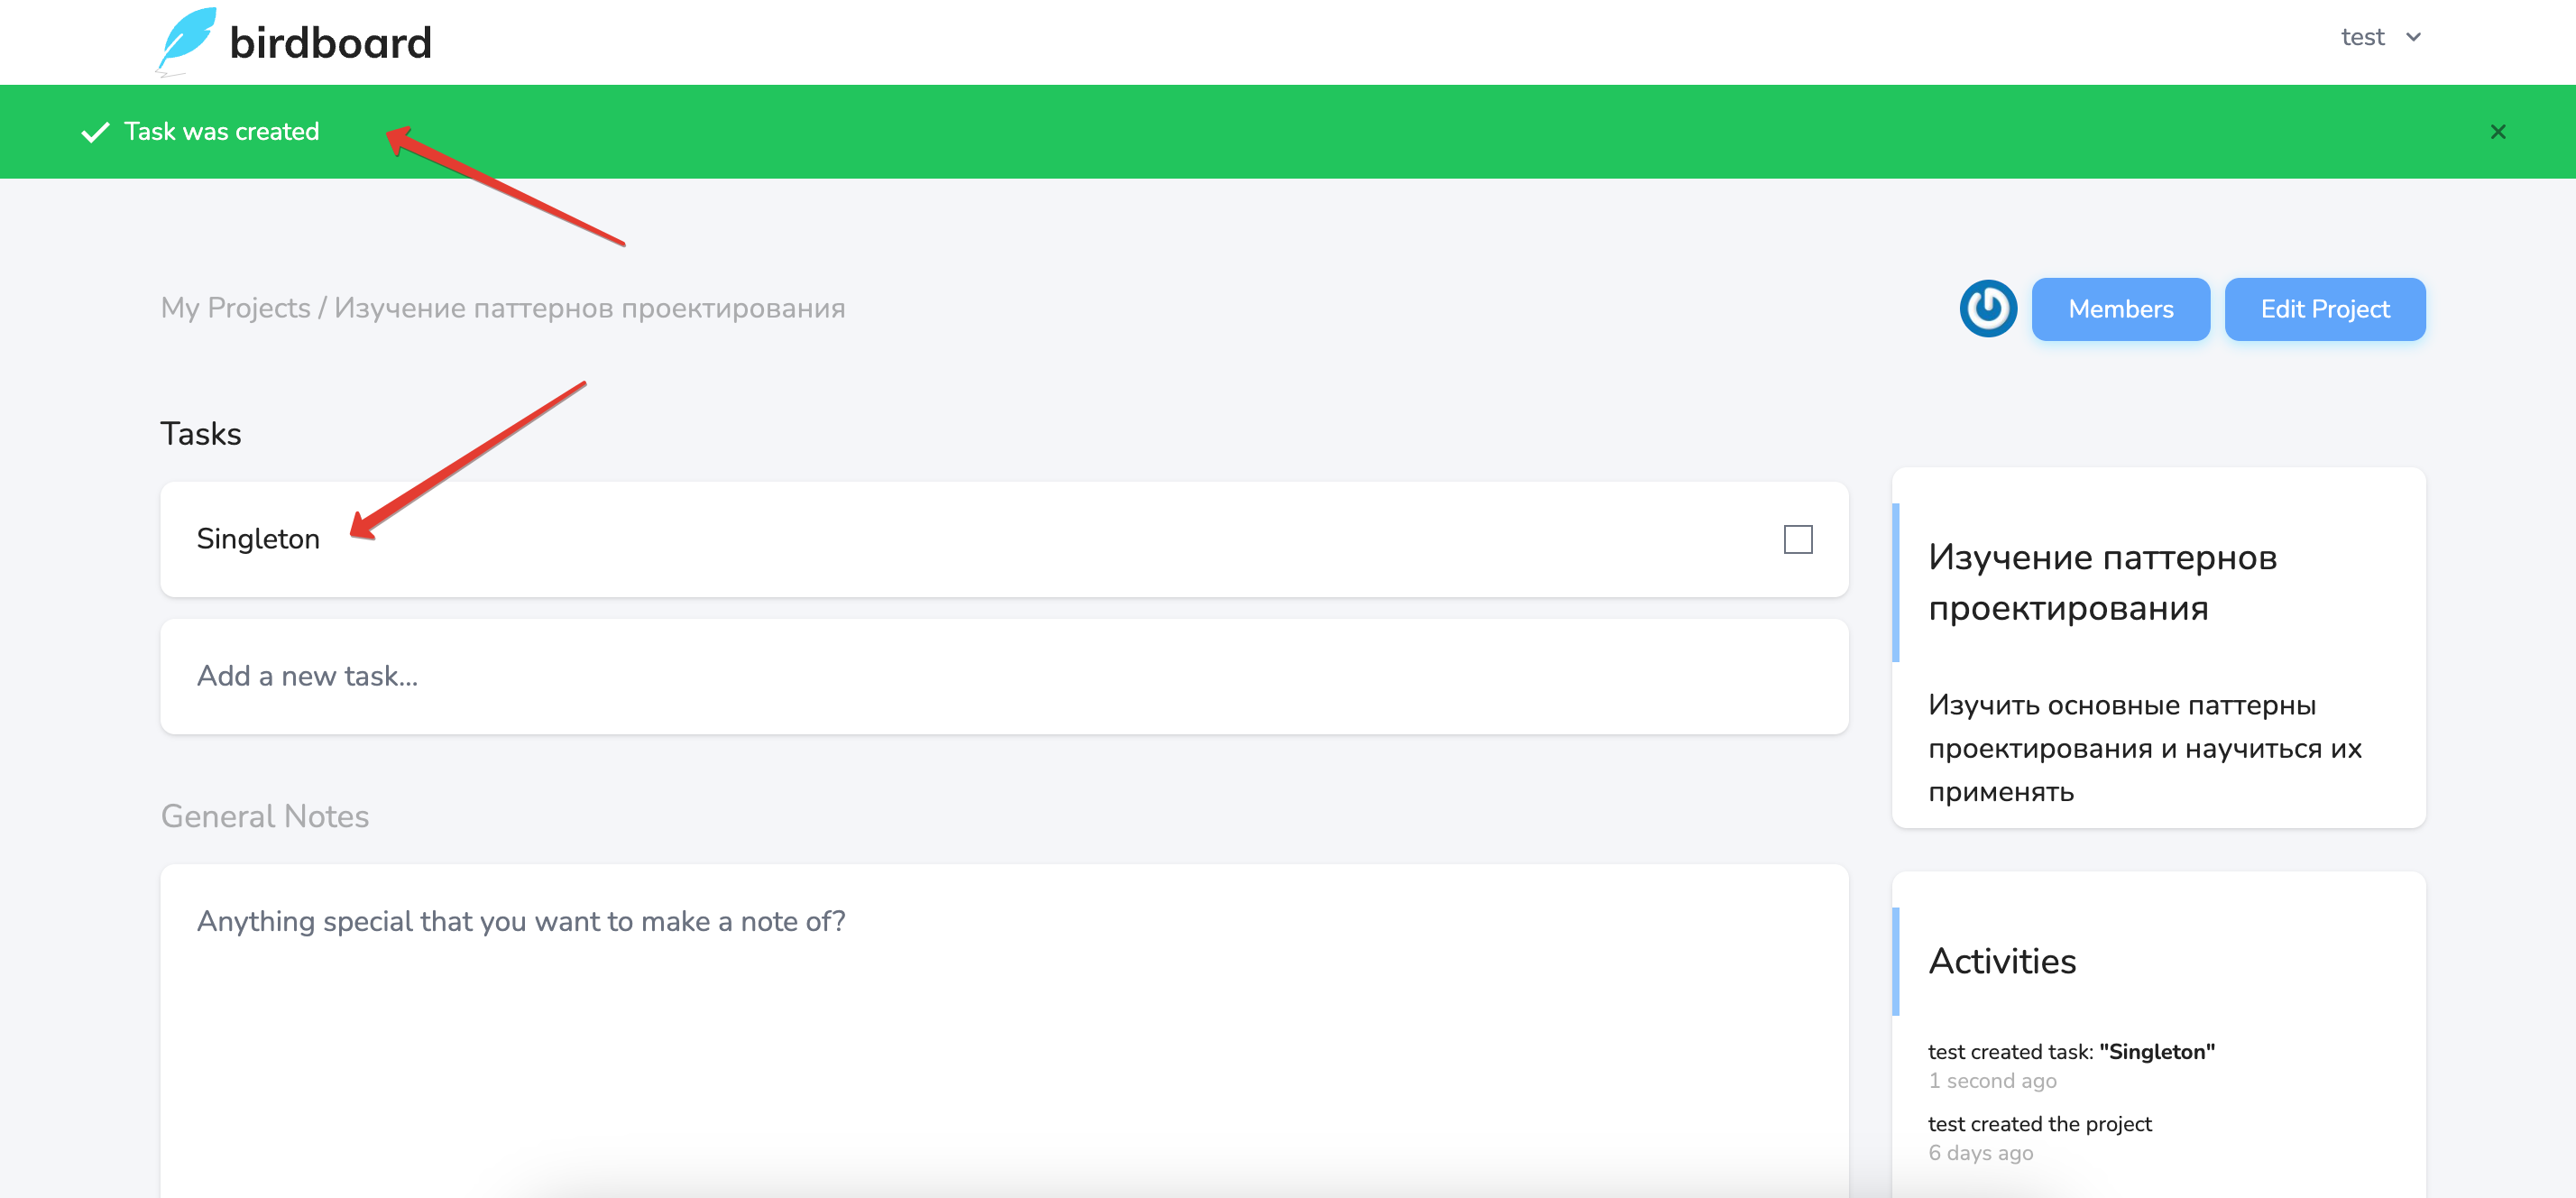 birdboard
test
Task was created
My Projects / Изучение паттернов проектирования
Members
Edit Project
Tasks
Singleton
Add a new task...
General Notes
Anything special that you want to make a note of?
Изучение паттернов
проектирования
Изучить основные паттерны
проектирования и научиться их
применять
Activities
test created task: "Singleton"
1 second ago
test created the project
6 days ago